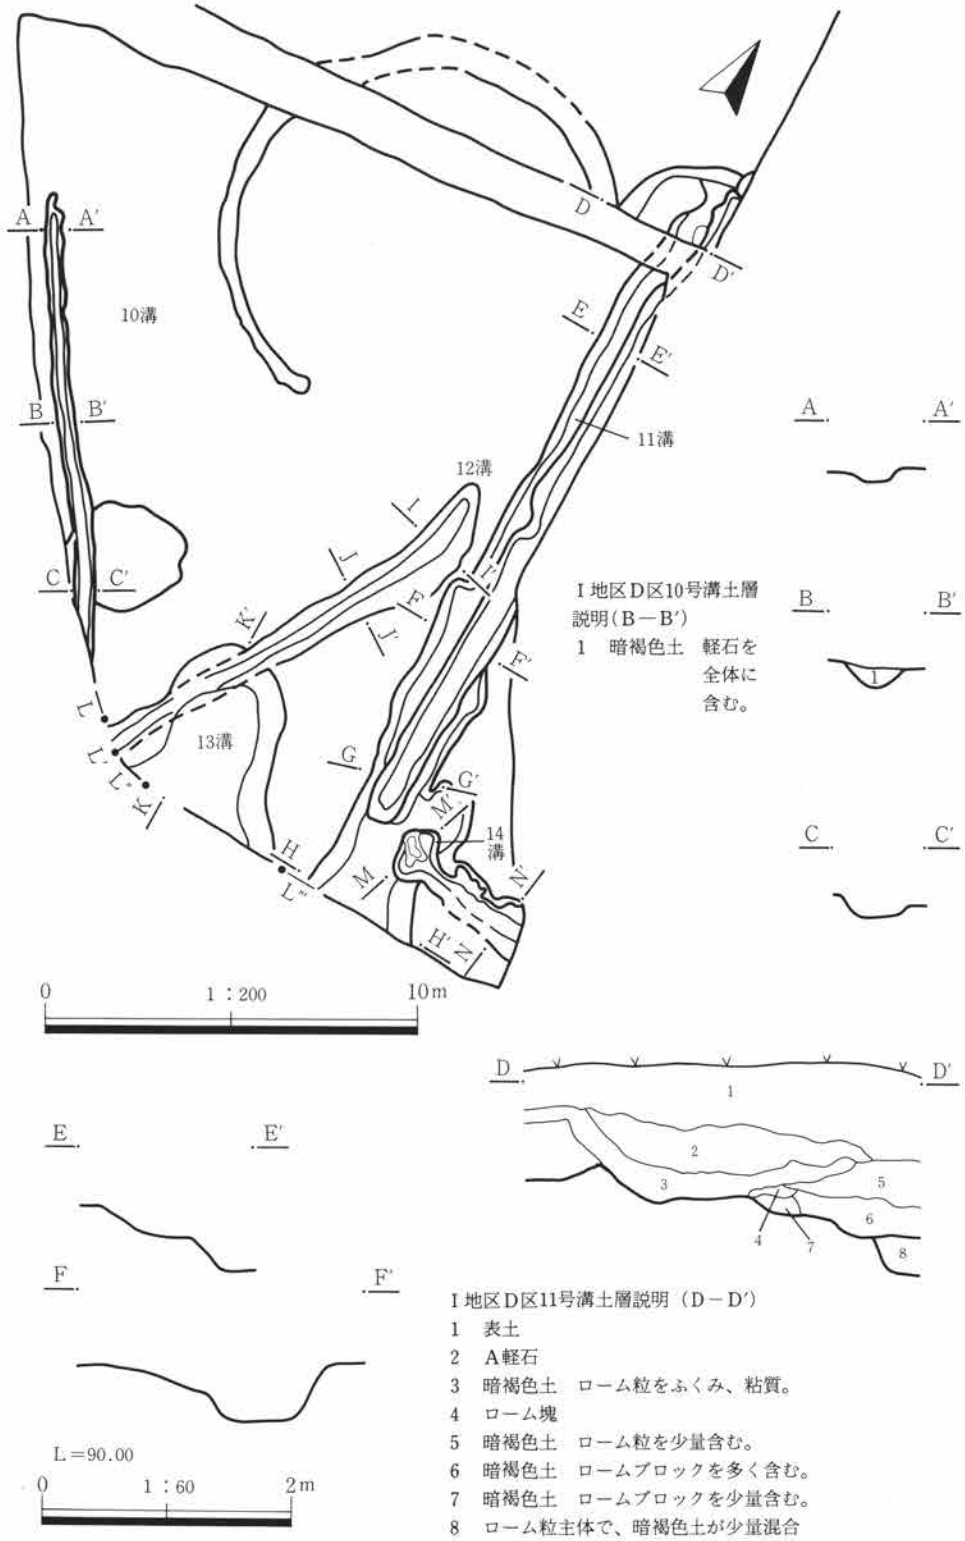 D
D'
A
A'
10溝
E
E'
B
B'
11溝
12溝
I
J
I'
C
C'
K'
F
J'
F'
L
L'
L''
K
13溝
G
G'
M'
14
溝
H
L'''
M
N'
H'
N
A
A'
I地区D区10号溝土層
説明(B－B′)
1 暗褐色土 軽石を
全体に
含む。
B
B'
1
C
C'
0 1：200 10m
D
D'
1
2
3
4
5
6
7
8
E
E'
F
F'
L＝90.00
0 1：60 2m
I地区D区11号溝土層説明（D－D′）
1 表土
2 A軽石
3 暗褐色土 ローム粒をふくみ、粘質。
4 ローム塊
5 暗褐色土 ローム粒を少量含む。
6 暗褐色土 ロームブロックを多く含む。
7 暗褐色土 ロームブロックを少量含む。
8 ローム粒主体で、暗褐色土が少量混合